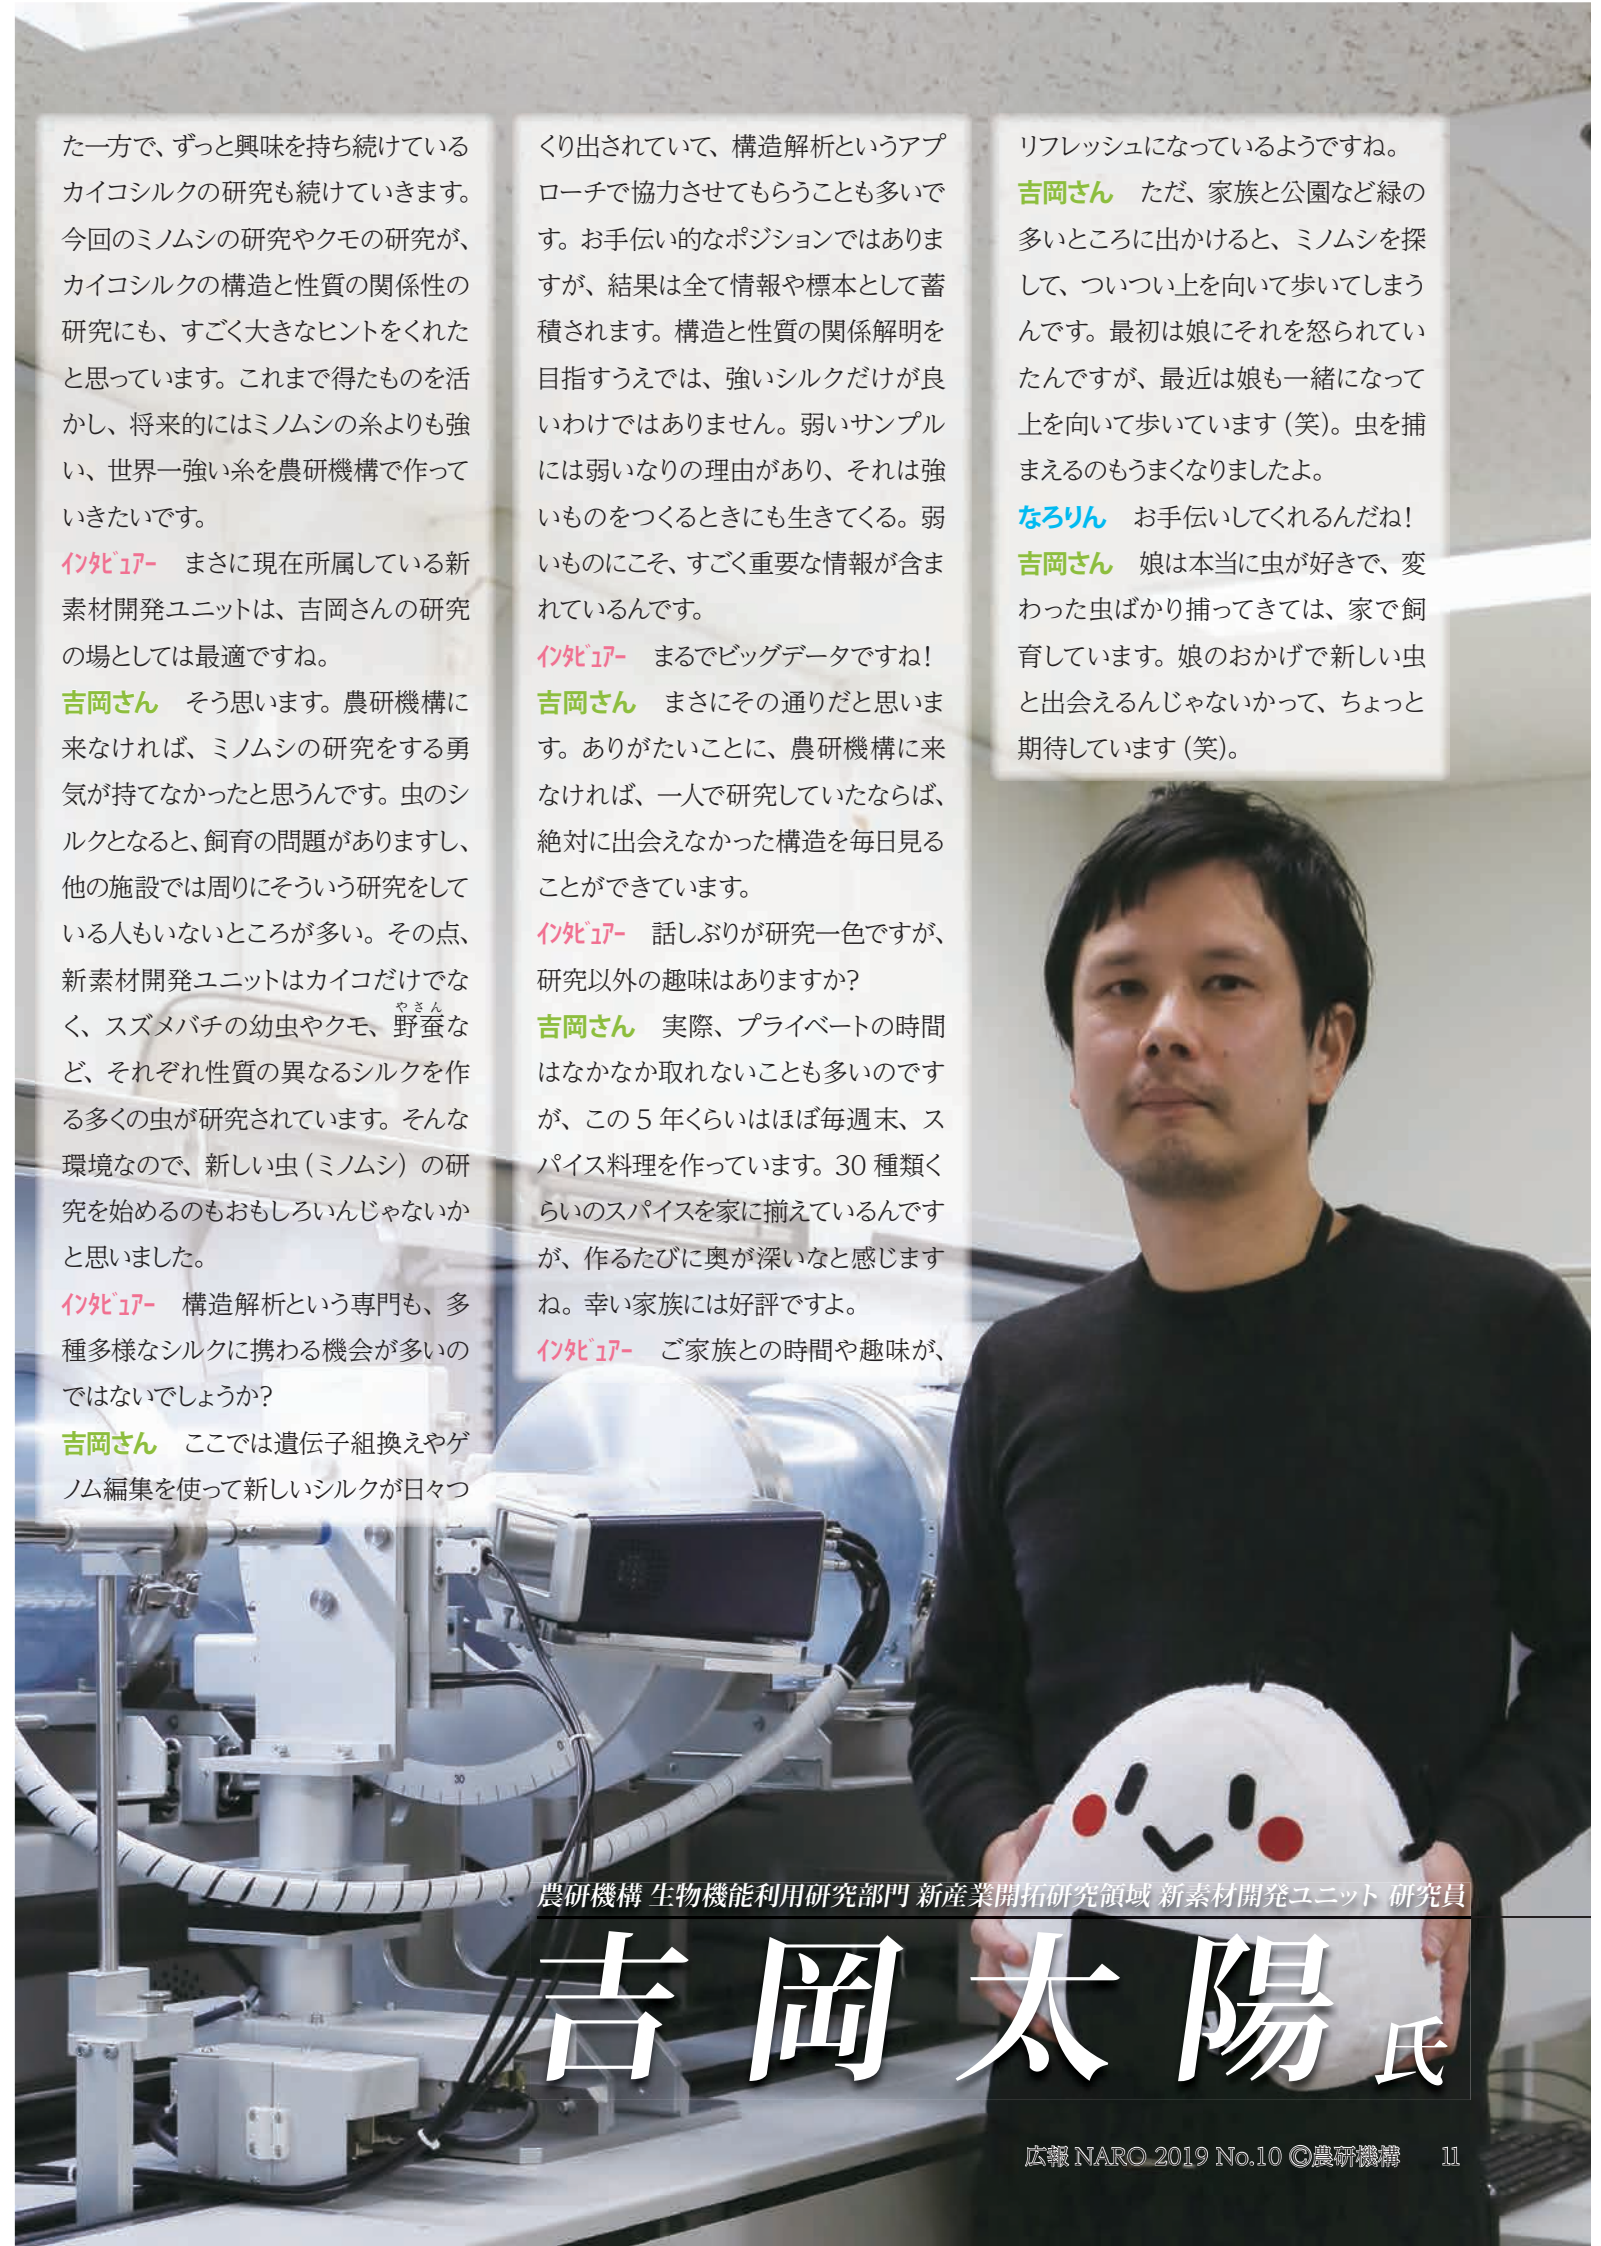 た一方で、ずっと興味を持ち続けている
カイコシルクの研究も続けていきます。
今回のミノムシの研究やクモの研究が、
カイコシルクの構造と性質の関係性の
研究にも、すごく大きなヒントをくれた
と思っています。これまで得たものを活
かし、将来的にはミノムシの糸よりも強
い、世界一強い糸を農研機構で作って
いきたいです。
インタビュアー　まさに現在所属している新
素材開発ユニットは、吉岡さんの研究
の場としては最適ですね。
吉岡さん　そう思います。農研機構に
来なければ、ミノムシの研究をする勇
気が持てなかったと思うんです。虫のシ
ルクとなると、飼育の問題がありますし、
他の施設では周りにそういう研究をして
いる人もいないところが多い。その点、
新素材開発ユニットはカイコだけでな
やさん
く、スズメバチの幼虫やクモ、野蚕な
ど、それぞれ性質の異なるシルクを作
る多くの虫が研究されています。そんな
環境なので、新しい虫(ミノムシ)の研
究を始めるのもおもしろいんじゃないか
と思いました。
インタビュアー　構造解析という専門も、多
種多様なシルクに携わる機会が多いの
ではないでしょうか?
吉岡さん　ここでは遺伝子組換えやゲ
ノム編集を使って新しいシルクが日々つ
くり出されていて、構造解析というアプ
ローチで協力させてもらうことも多いで
す。お手伝い的なポジションではありま
すが、結果は全て情報や標本として蓄
積されます。構造と性質の関係解明を
目指すうえでは、強いシルクだけが良
いわけではありません。弱いサンプル
には弱いなりの理由があり、それは強
いものをつくるときにも生きてくる。弱
いものにこそ、すごく重要な情報が含ま
れているんです。
インタビュアー　まるでビッグデータですね!
吉岡さん　まさにその通りだと思いま
す。ありがたいことに、農研機構に来
なければ、一人で研究していたならば、
絶対に出会えなかった構造を毎日見る
ことができています。
インタビュアー　話しぶりが研究一色ですが、
研究以外の趣味はありますか?
吉岡さん　実際、プライベートの時間
はなかなか取れないことも多いのです
が、この5年くらいはほぼ毎週末、ス
パイス料理を作っています。30種類く
らいのスパイスを家に揃えているんです
が、作るたびに奥が深いなと感じます
ね。幸い家族には好評ですよ。
インタビュアー　ご家族との時間や趣味が、
リフレッシュになっているようですね。
吉岡さん　ただ、家族と公園など緑の
多いところに出かけると、ミノムシを探
して、ついつい上を向いて歩いてしまう
んです。最初は娘にそれを怒られてい
たんですが、最近は娘も一緒になって
上を向いて歩いています(笑)。虫を捕
まえるのもうまくなりましたよ。
なろりん　お手伝いしてくれるんだね!
吉岡さん　娘は本当に虫が好きで、変
わった虫ばかり捕ってきては、家で飼
育しています。娘のおかげで新しい虫
と出会えるんじゃないかって、ちょっと
期待しています(笑)。
0
30
農研機構 生物機能利用研究部門 新産業開拓研究領域 新素材開発ユニット 研究員
吉岡太陽氏
広報 NARO 2019 No.10 ©農研機構　11